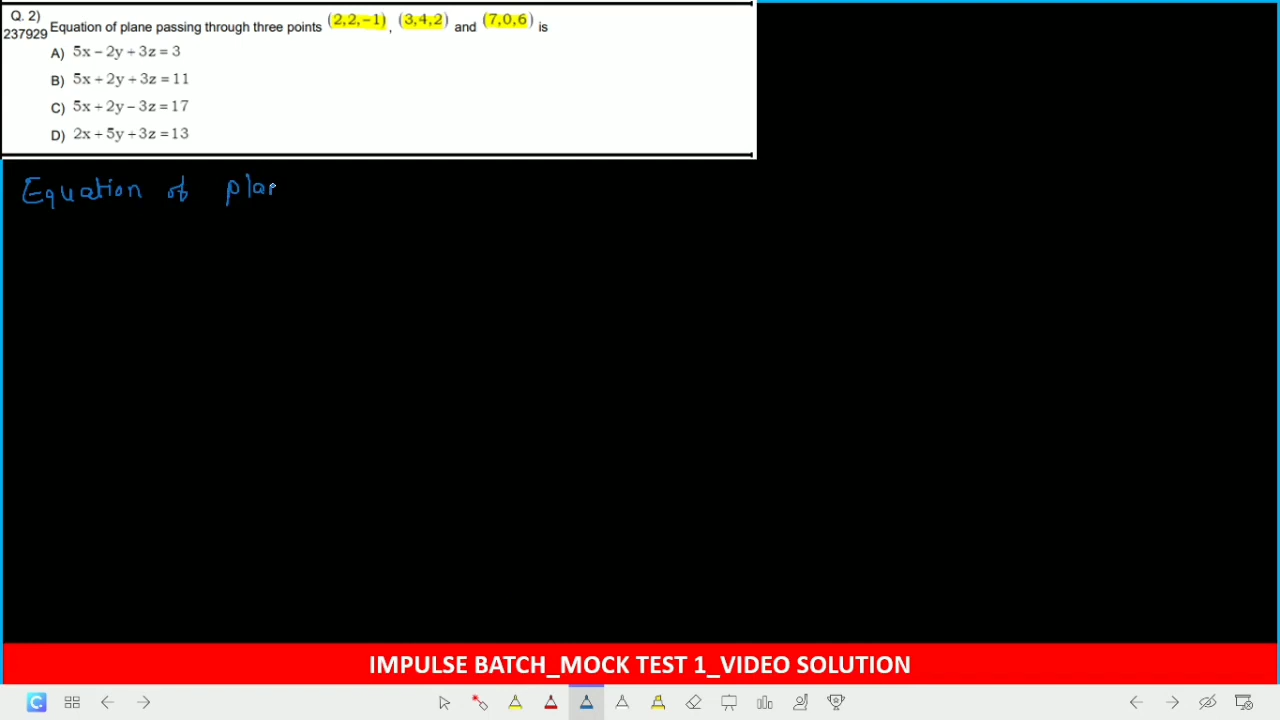 Q. 2)
237929 Equation of plane passing through three points (2,2,−1), (3,4,2) and (7,0,6) is
A) 5x − 2y + 3z = 3
B) 5x + 2y + 3z = 11
C) 5x + 2y − 3z = 17
D) 2x + 5y + 3z = 13
Equation of plan
IMPULSE BATCH_MOCK TEST 1_VIDEO SOLUTION